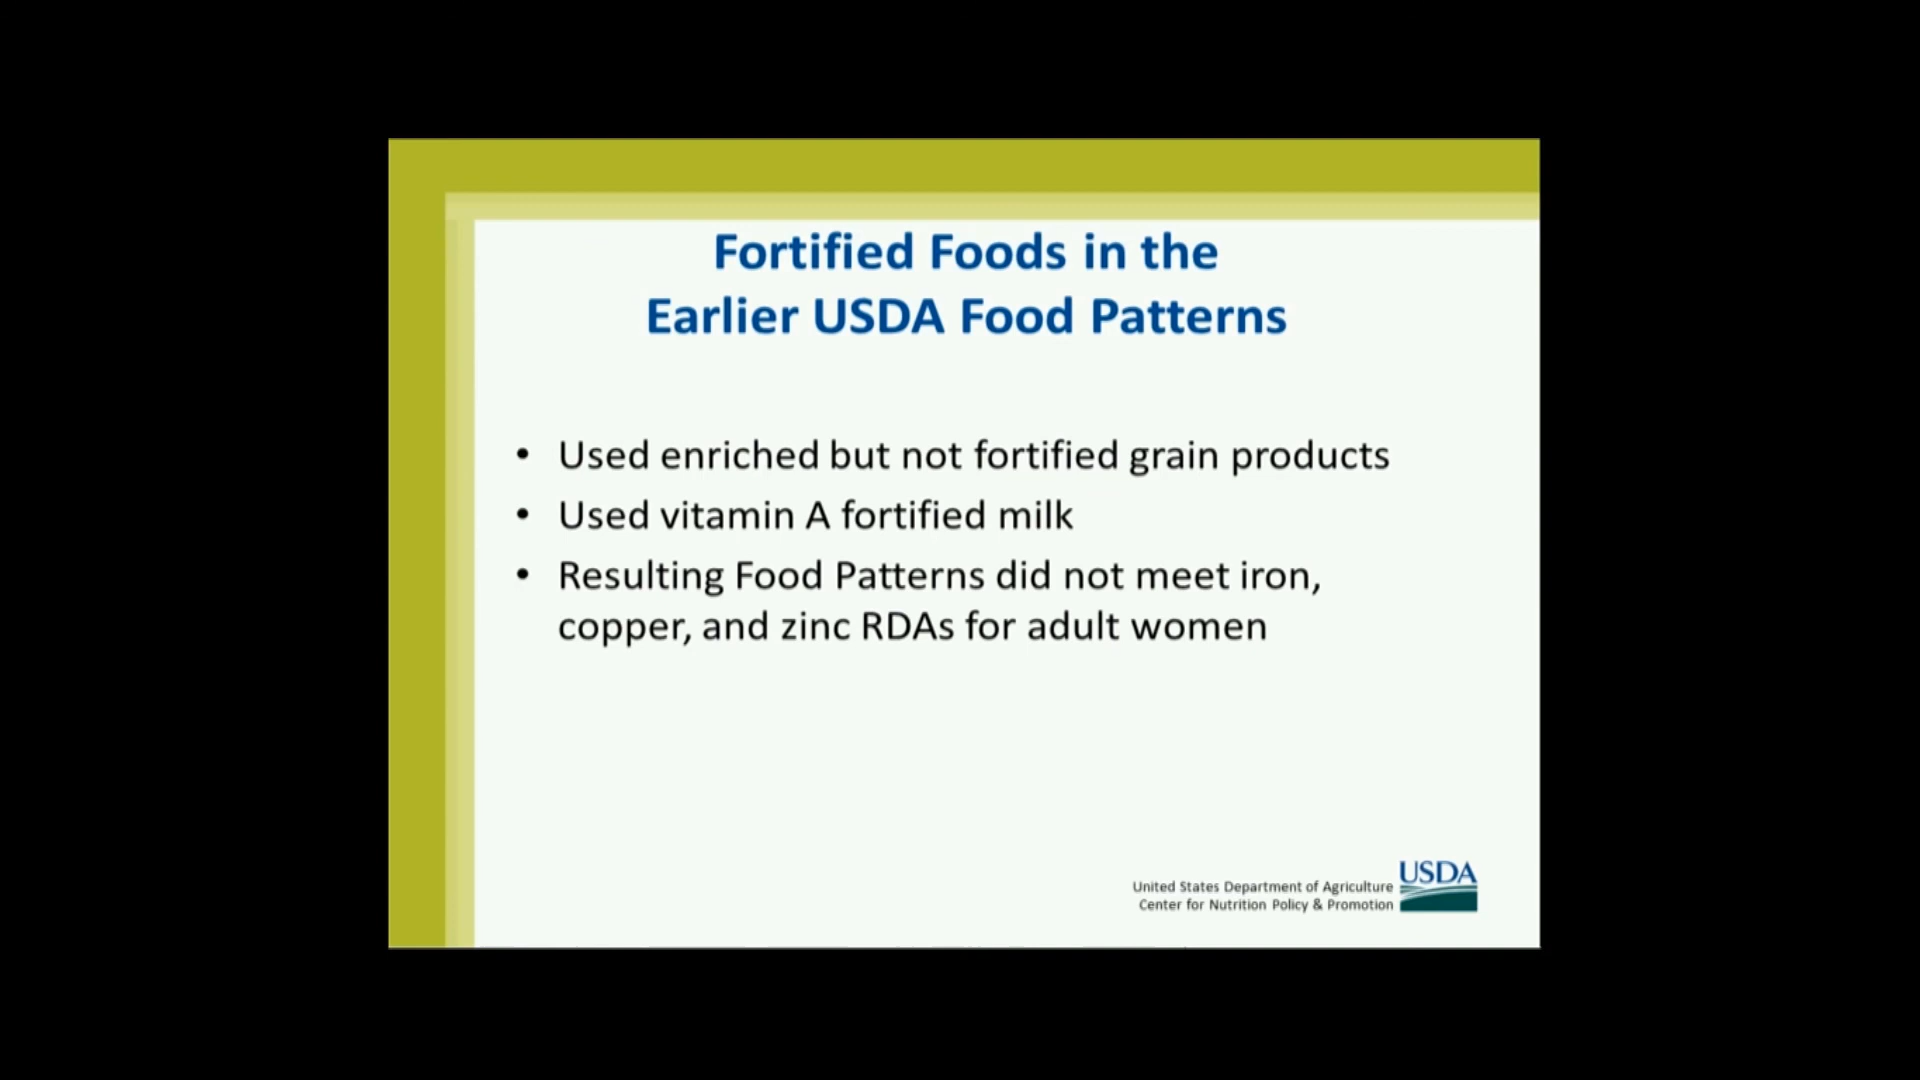 Fortified Foods in the
Earlier USDA Food Patterns
• Used enriched but not fortified grain products
• Used vitamin A fortified milk
• Resulting Food Patterns did not meet iron,
copper, and zinc RDAs for adult women
United States Department of Agriculture
Center for Nutrition Policy & Promotion
USDA